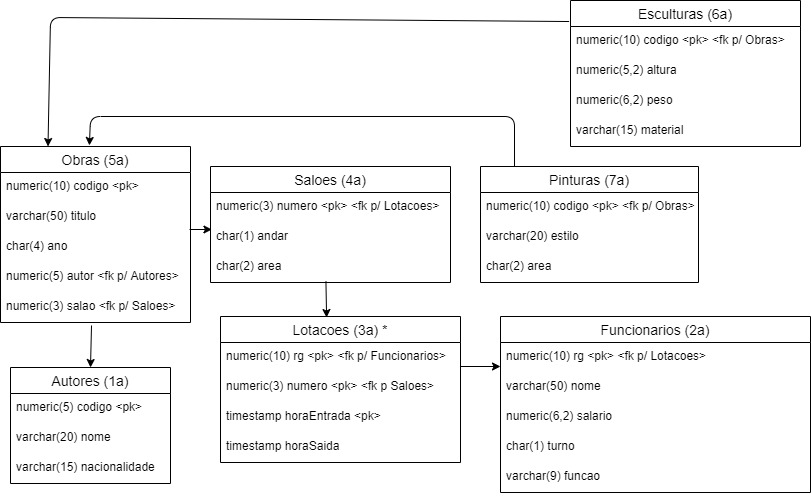 Esculturas (6a)
numeric(10) codigo <pk> <fk p/ Obras>
numeric(5,2) altura
numeric(6,2) peso
varchar(15) material
Obras (5a)
numeric(10) codigo <pk>
varchar(50) titulo
char(4) ano
numeric(5) autor <fk p/ Autores>
numeric(3) salao <fk p/ Saloes>
Saloes (4a)
numeric(3) numero <pk> <fk p/ Lotacoes>
char(1) andar
char(2) area
Pinturas (7a)
numeric(10) codigo <pk> <fk p/ Obras>
varchar(20) estilo
char(2) area
Autores (1a)
numeric(5) codigo <pk>
varchar(20) nome
varchar(15) nacionalidade
Lotacoes (3a) *
numeric(10) rg <pk> <fk p/ Funcionarios>
numeric(3) numero <pk> <fk p Saloes>
timestamp horaEntrada <pk>
timestamp horaSaida
Funcionarios (2a)
numeric(10) rg <pk> <fk p/ Lotacoes>
varchar(50) nome
numeric(6,2) salario
char(1) turno
varchar(9) funcao